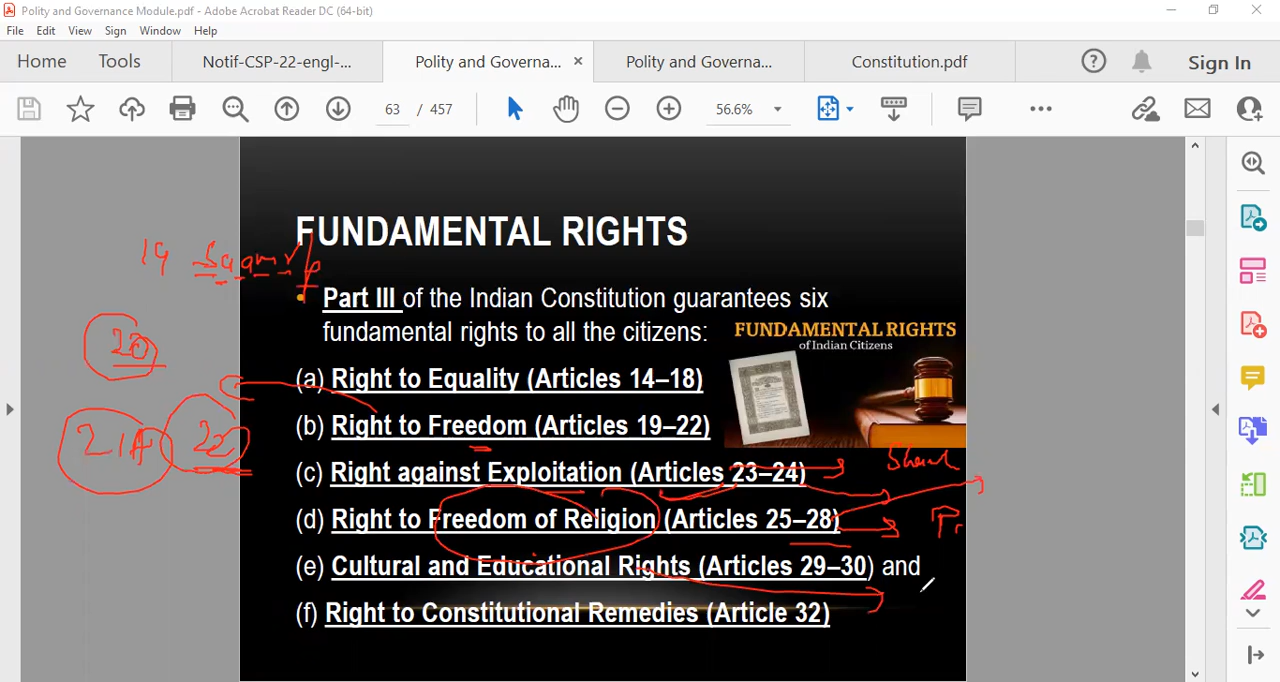 Polity and Governance Module.pdf - Adobe Acrobat Reader DC (64-bit)
File Edit View Sign Window Help
Home Tools Notif-CSP-22-engl-... Polity and Governa... × Polity and Governa... Constitution.pdf ? Sign In
63 / 457 56.6%
FUNDAMENTAL RIGHTS
19
• Part III of the Indian Constitution guarantees six
fundamental rights to all the citizens:
FUNDAMENTAL RIGHTS
of Indian Citizens
20
(a) Right to Equality (Articles 14–18)
(b) Right to Freedom (Articles 19–22)
21A 22
(c) Right against Exploitation (Articles 23–24)
(d) Right to Freedom of Religion (Articles 25–28)
(e) Cultural and Educational Rights (Articles 29–30) and
(f) Right to Constitutional Remedies (Article 32)